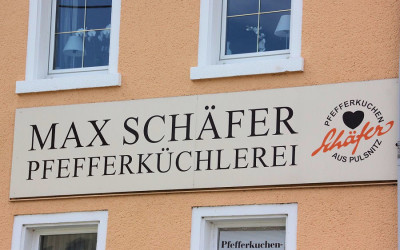 MAX SCHÄFER
PFEFFERKÜCHLEREI
PFEFFERKUCHEN
Schäfer
AUS PULSNITZ
Pfefferkuchen-